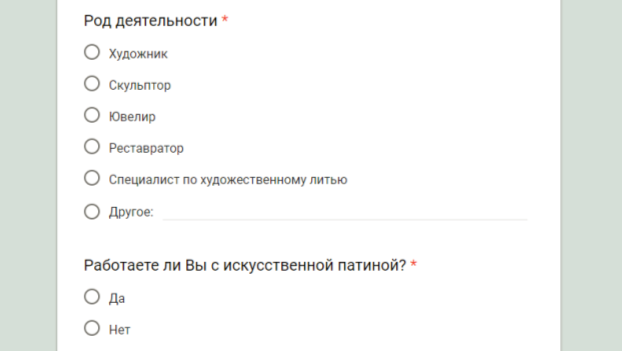 Род деятельности *
Художник
Скульптор
Ювелир
Реставратор
Специалист по художественному литью
Другое:
Работаете ли Вы с искусственной патиной? *
Да
Нет